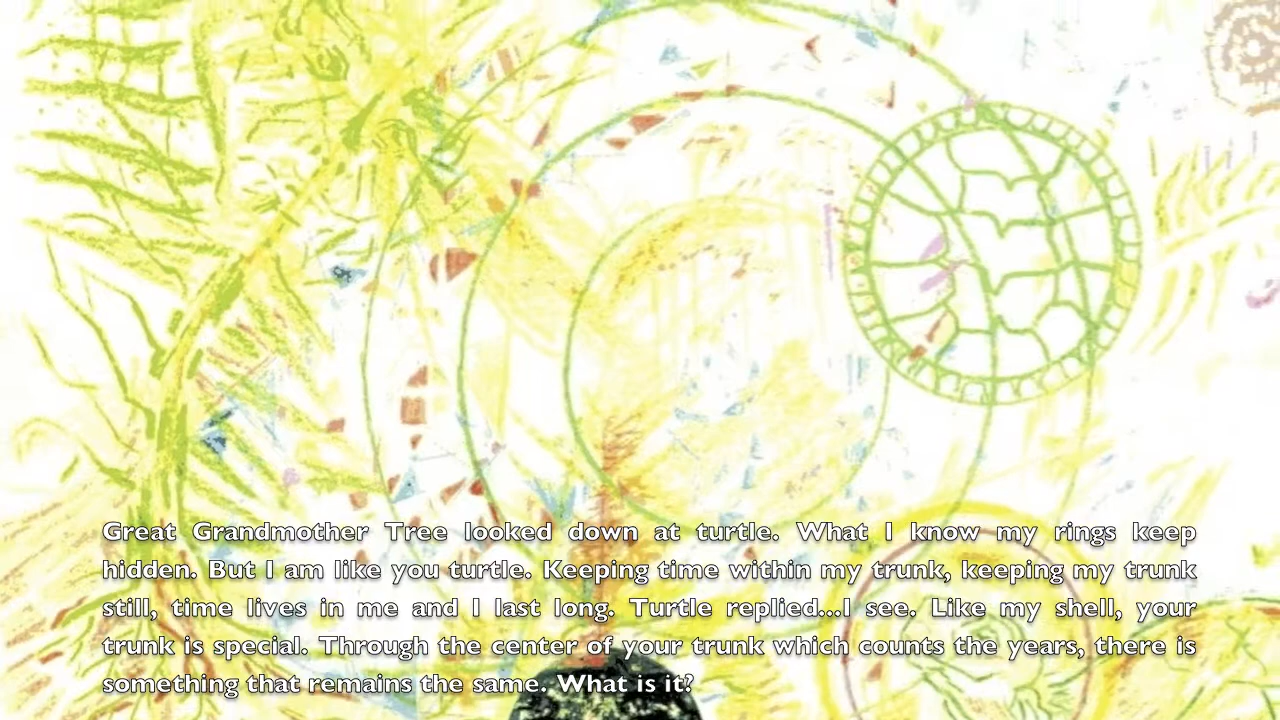 Great Grandmother Tree looked down at turtle. What I know my rings keep
hidden. But I am like you turtle. Keeping time within my trunk, keeping my trunk
still, time lives in me and I last long. Turtle replied...I see. Like my shell, your
trunk is special. Through the center of your trunk which counts the years, there is
something that remains the same. What is it?